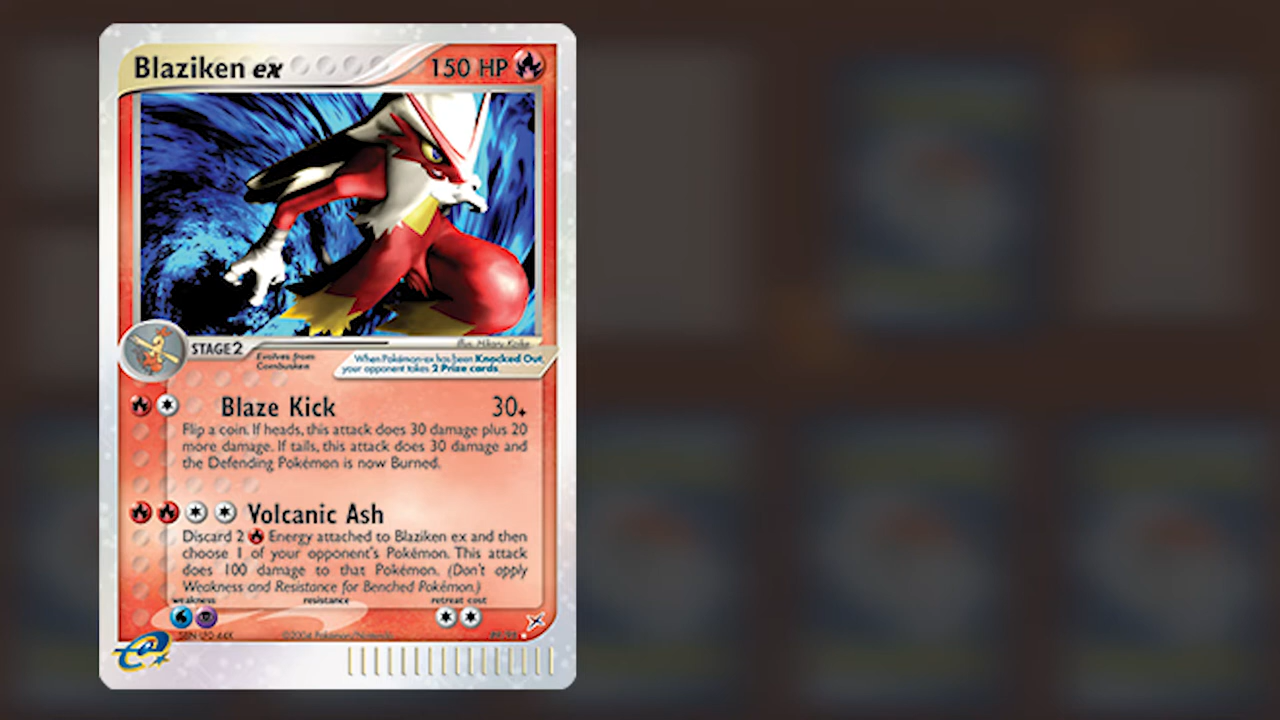 Blaziken ex 150 HP
Illus. Hikaru Koike
STAGE 2 Evolves from
Combusken
When Pokémon-ex has been Knocked Out,
your opponent takes 2 Prize cards.
Blaze Kick 30+
Flip a coin. If heads, this attack does 30 damage plus 20
more damage. If tails, this attack does 30 damage and
the Defending Pokémon is now Burned.
Volcanic Ash
Discard 2 Energy attached to Blaziken ex and then
choose 1 of your opponent's Pokémon. This attack
does 100 damage to that Pokémon. (Don't apply
Weakness and Resistance for Benched Pokémon.)
weakness resistance retreat cost
©2004 Pokémon/Nintendo
e